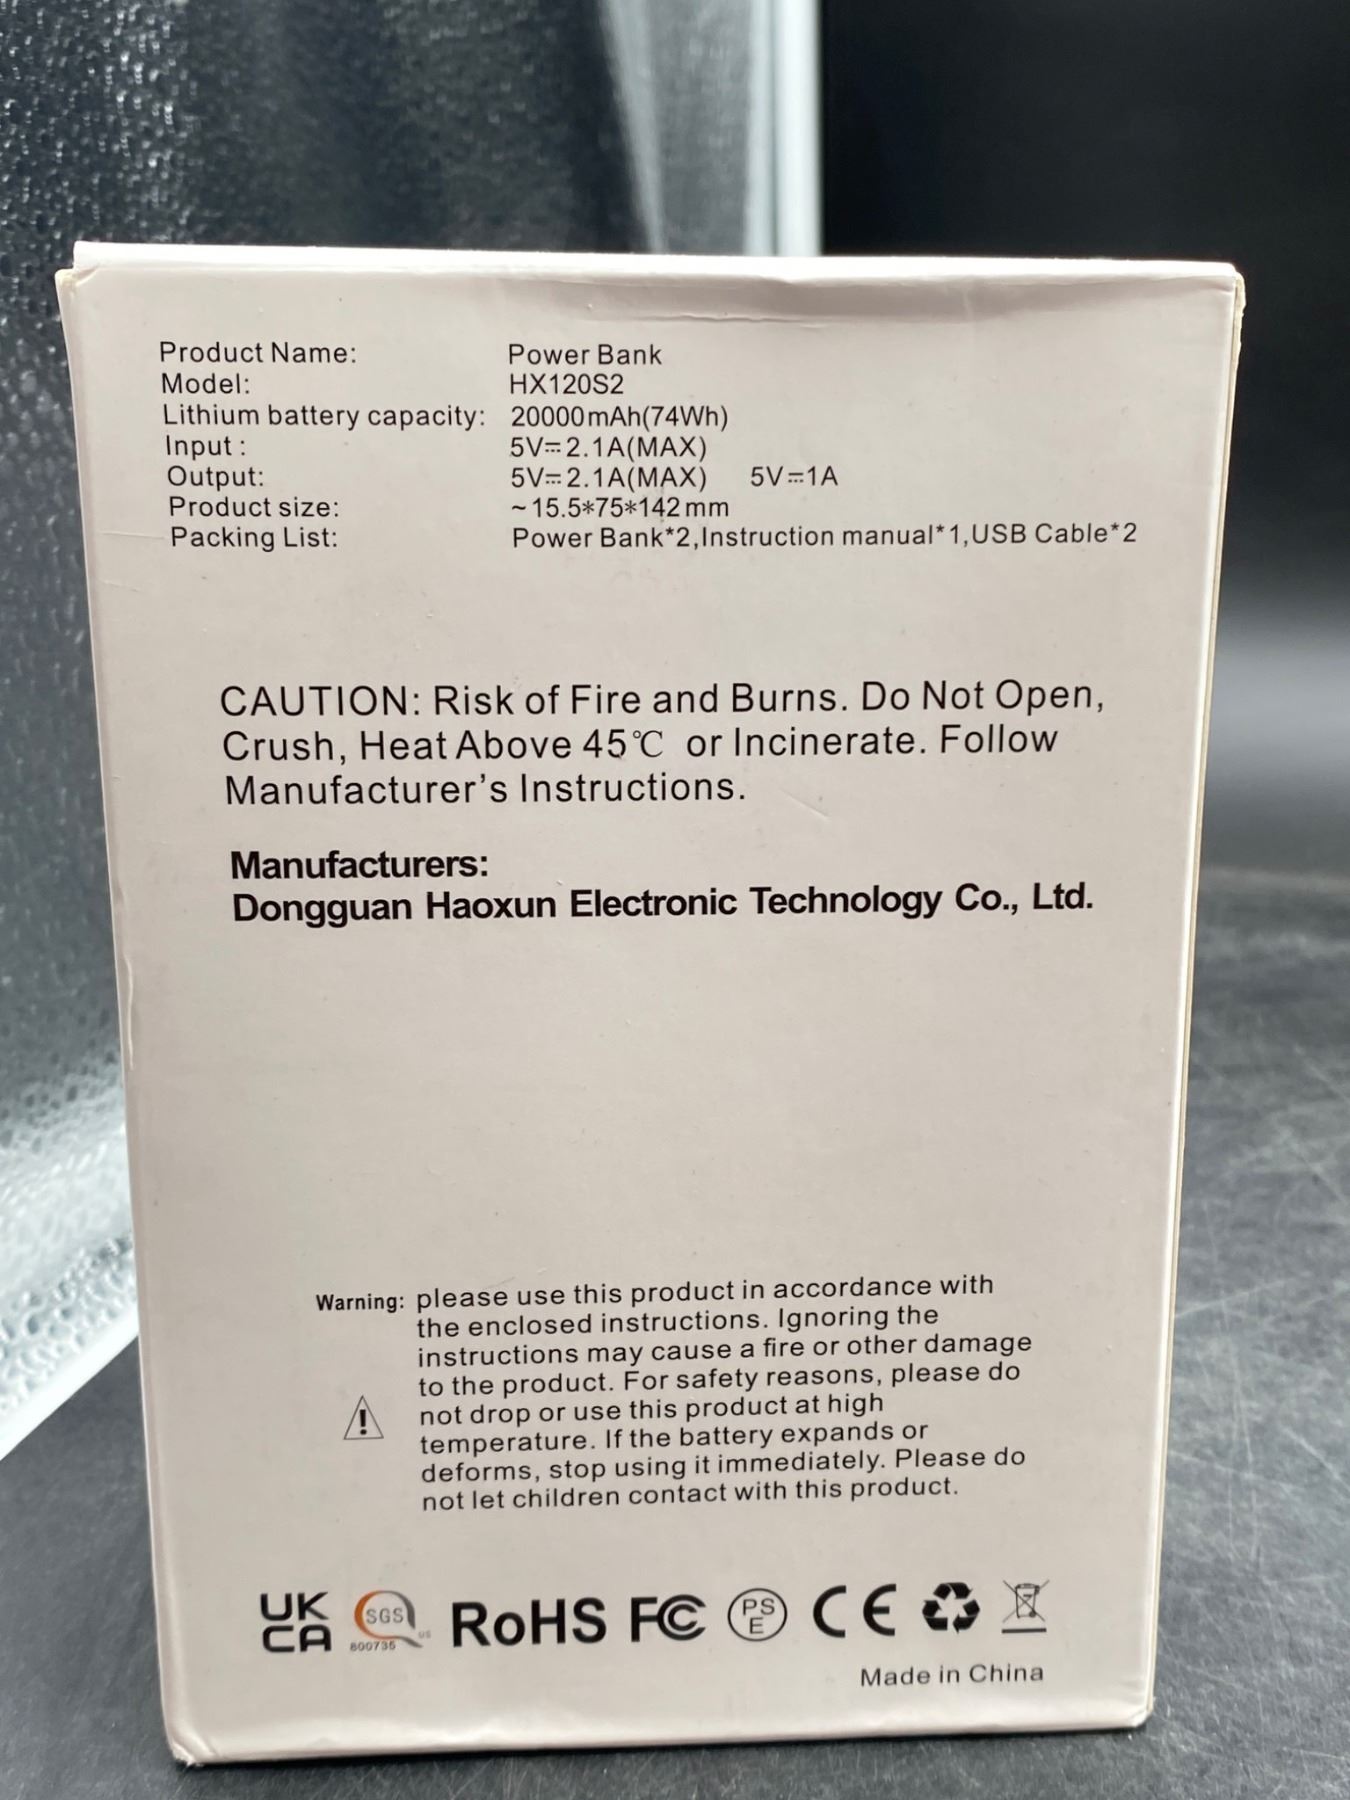 Product Name: Power Bank
Model: HX120S2
Lithium battery capacity: 20000mAh(74Wh)
Input : 5V⎓2.1A(MAX)
Output: 5V⎓2.1A(MAX) 5V⎓1A
Product size: ~15.5*75*142mm
Packing List: Power Bank*2,Instruction manual*1,USB Cable*2
CAUTION: Risk of Fire and Burns. Do Not Open,
Crush, Heat Above 45℃ or Incinerate. Follow
Manufacturer's Instructions.
Manufacturers:
Dongguan Haoxun Electronic Technology Co., Ltd.
Warning: please use this product in accordance with
the enclosed instructions. Ignoring the
instructions may cause a fire or other damage
to the product. For safety reasons, please do
not drop or use this product at high
temperature. If the battery expands or
deforms, stop using it immediately. Please do
not let children contact with this product.
UK
CA
SGS
800735 US
RoHS FC PSE CE
Made in China